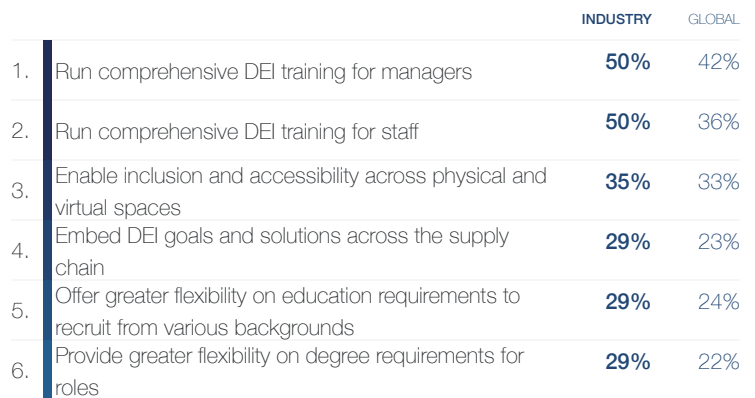 INDUSTRY GLOBAL
1. Run comprehensive DEI training for managers 50% 42%
2. Run comprehensive DEI training for staff 50% 36%
3. Enable inclusion and accessibility across physical and
virtual spaces 35% 33%
4. Embed DEI goals and solutions across the supply
chain 29% 23%
5. Offer greater flexibility on education requirements to
recruit from various backgrounds 29% 24%
6. Provide greater flexibility on degree requirements for
roles 29% 22%